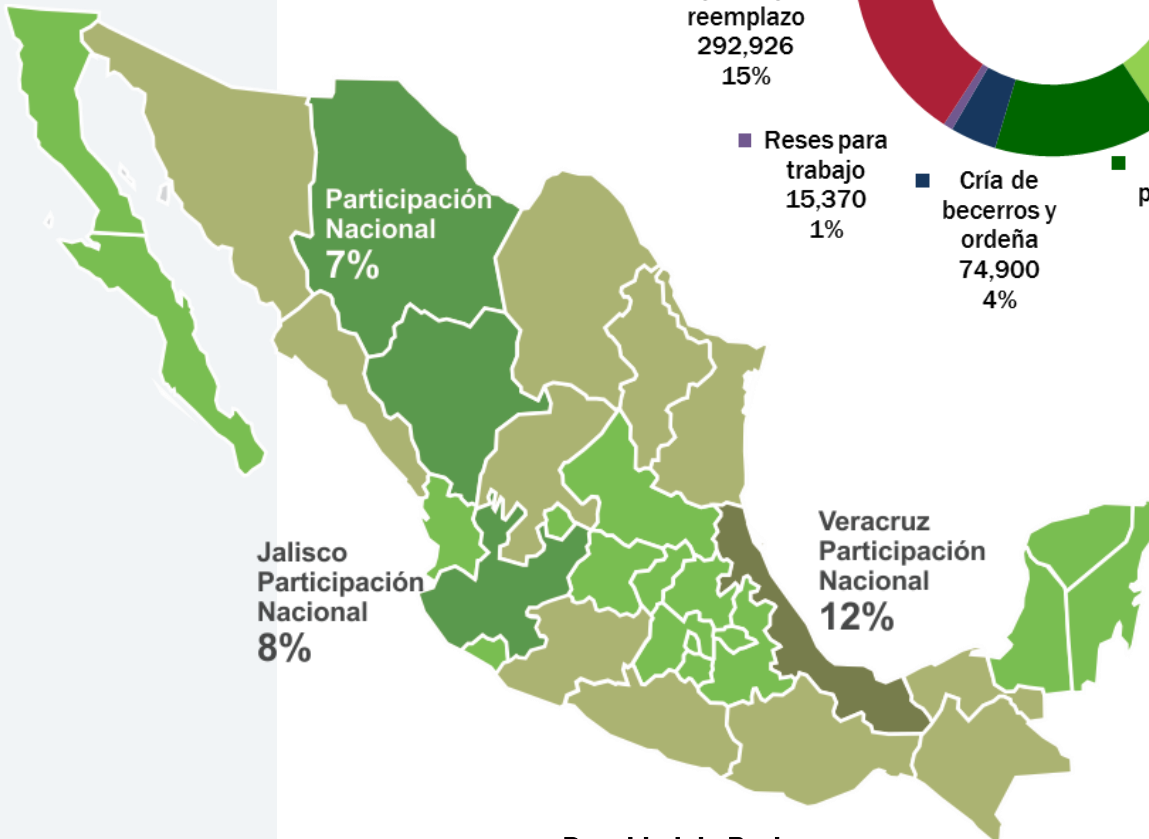 reemplazo
292,926
15%
Reses para
trabajo
15,370
1%
Cría de
becerros y
ordeña
74,900
4%
Participación
Nacional
7%
Jalisco
Participación
Nacional
8%
Veracruz
Participación
Nacional
12%